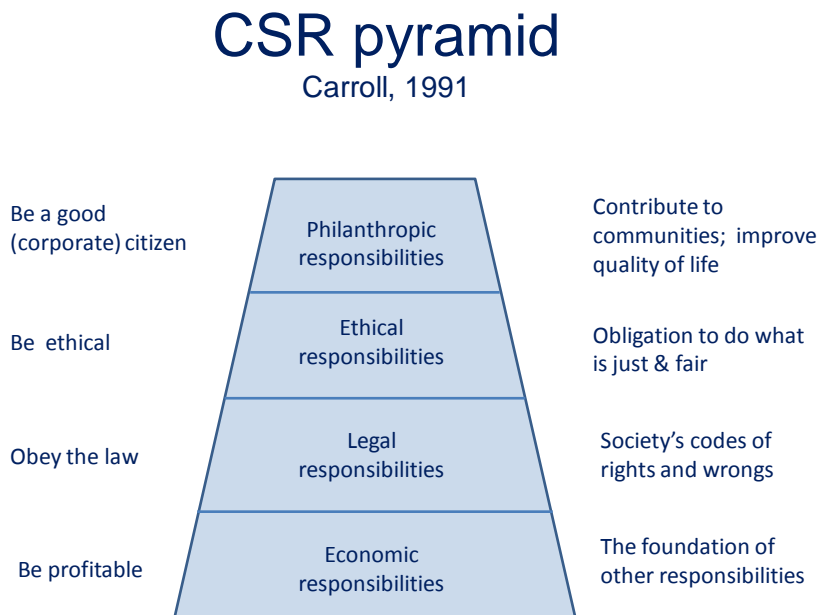 CSR pyramid
Carroll, 1991
Be a good
(corporate) citizen
Philanthropic
responsibilities
Contribute to
communities; improve
quality of life
Be ethical
Ethical
responsibilities
Obligation to do what
is just & fair
Obey the law
Legal
responsibilities
Society’s codes of
rights and wrongs
Be profitable
Economic
responsibilities
The foundation of
other responsibilities